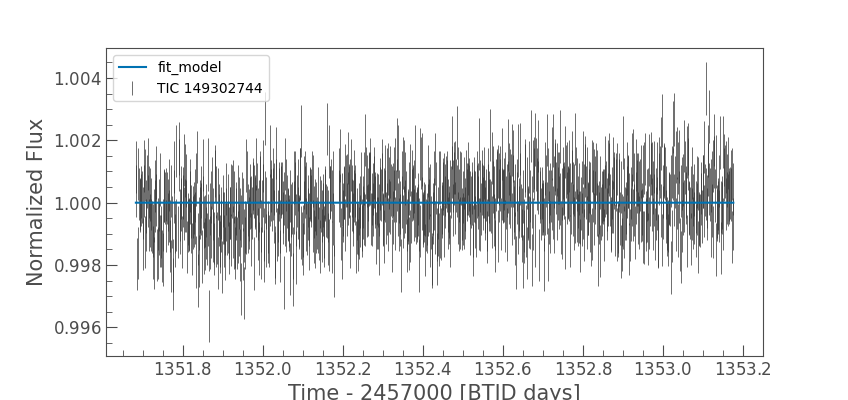 fit_model
TIC 149302744
Normalized Flux
1.004
1.002
1.000
0.998
0.996
1351.8 1352.0 1352.2 1352.4 1352.6 1352.8 1353.0 1353.2
Time - 2457000 [BTJD days]